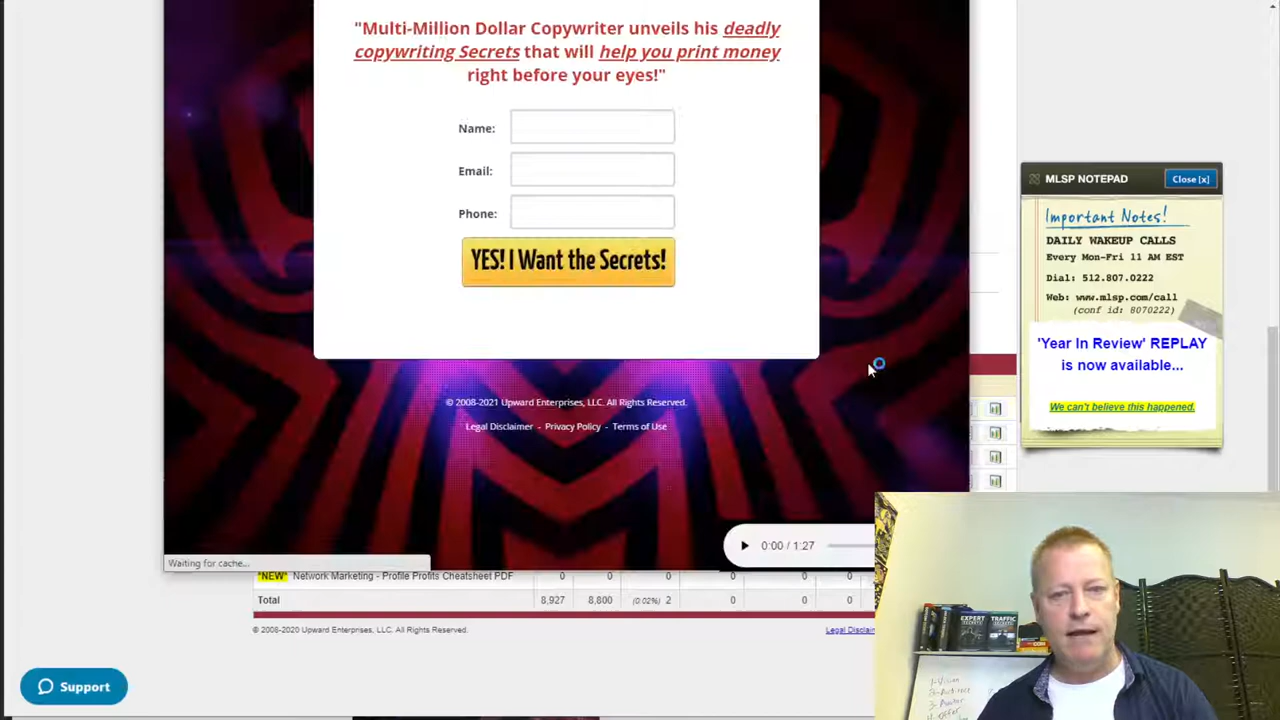 "Multi-Million Dollar Copywriter unveils his deadly
copywriting Secrets that will help you print money
right before your eyes!"
Name:
Email:
Phone:
YES! I Want the Secrets!
© 2008-2021 Upward Enterprises, LLC. All Rights Reserved.
Legal Disclaimer - Privacy Policy - Terms of Use
0:00 / 1:27
Waiting for cache...
*NEW* Network Marketing - Profile Profits Cheatsheet PDF 0 0 0 0 0 0
Total 8,927 8,800 (0.02%) 2 0 0 0
© 2008-2020 Upward Enterprises, LLC. All Rights Reserved.
Legal Disclain
Support
MLSP NOTEPAD
Close [x]
Important Notes!
DAILY WAKEUP CALLS
Every Mon-Fri 11 AM EST
Dial: 512.807.0222
Web: www.mlsp.com/call
(conf id: 8070222)
'Year In Review' REPLAY
is now available...
We can't believe this happened.
EXPERT
SECRETS
TRAFFIC
SECRETS